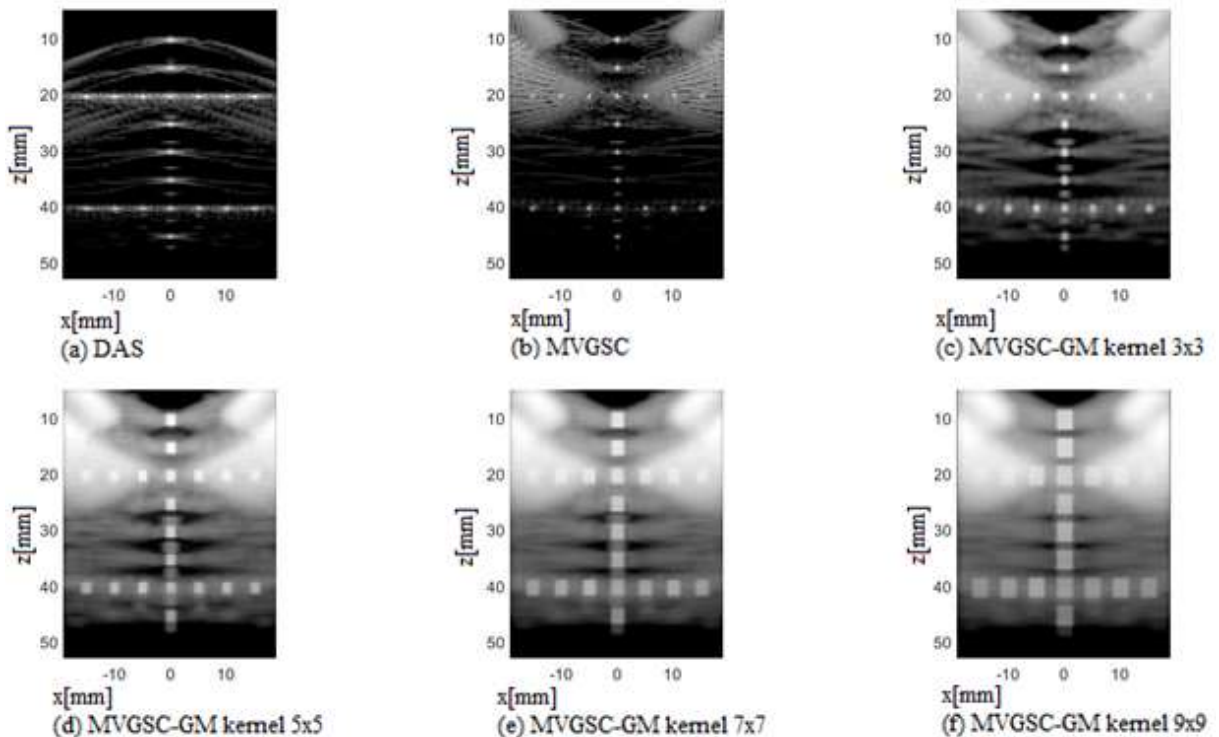 10
20
30
40
50
z[mm]
-10 0 10
x[mm]
(a) DAS
10
20
30
40
50
z[mm]
-10 0 10
x[mm]
(b) MVGSC
10
20
30
40
50
z[mm]
-10 0 10
x[mm]
(c) MVGSC-GM kernel 3x3
10
20
30
40
50
z[mm]
-10 0 10
x[mm]
(d) MVGSC-GM kernel 5x5
10
20
30
40
50
z[mm]
-10 0 10
x[mm]
(e) MVGSC-GM kernel 7x7
10
20
30
40
50
z[mm]
-10 0 10
x[mm]
(f) MVGSC-GM kernel 9x9